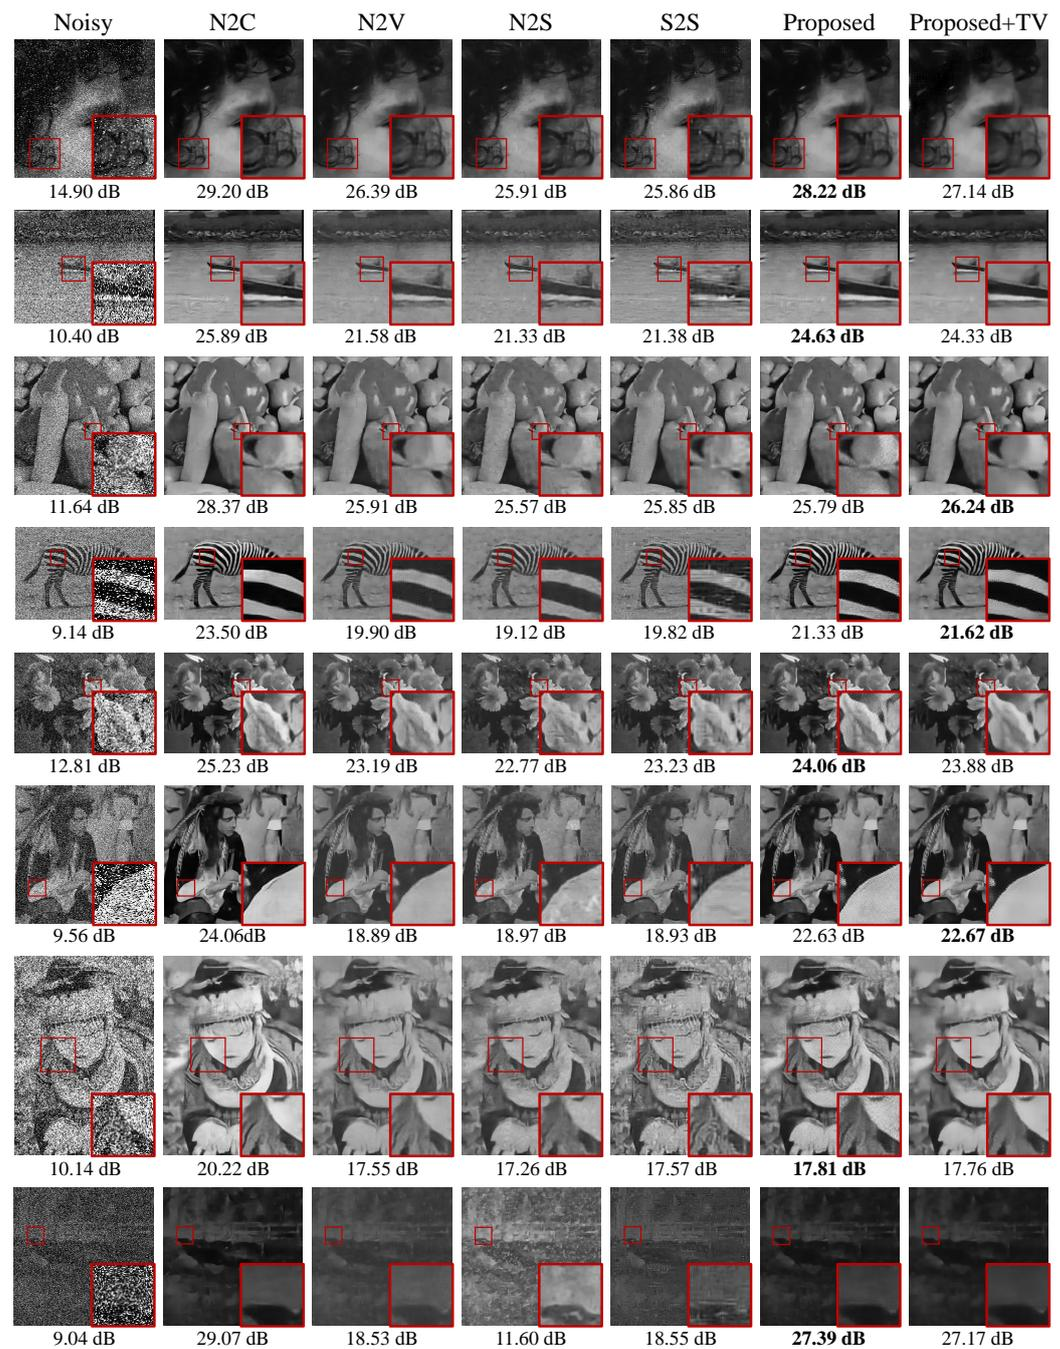 Noisy N2C N2V N2S S2S Proposed Proposed+TV
14.90 dB 29.20 dB 26.39 dB 25.91 dB 25.86 dB 28.22 dB 27.14 dB
10.40 dB 25.89 dB 21.58 dB 21.33 dB 21.38 dB 24.63 dB 24.33 dB
11.64 dB 28.37 dB 25.91 dB 25.57 dB 25.85 dB 25.79 dB 26.24 dB
9.14 dB 23.50 dB 19.90 dB 19.12 dB 19.82 dB 21.33 dB 21.62 dB
12.81 dB 25.23 dB 23.19 dB 22.77 dB 23.23 dB 24.06 dB 23.88 dB
9.56 dB 24.06dB 18.89 dB 18.97 dB 18.93 dB 22.63 dB 22.67 dB
10.14 dB 20.22 dB 17.55 dB 17.26 dB 17.57 dB 17.81 dB 17.76 dB
9.04 dB 29.07 dB 18.53 dB 11.60 dB 18.55 dB 27.39 dB 27.17 dB